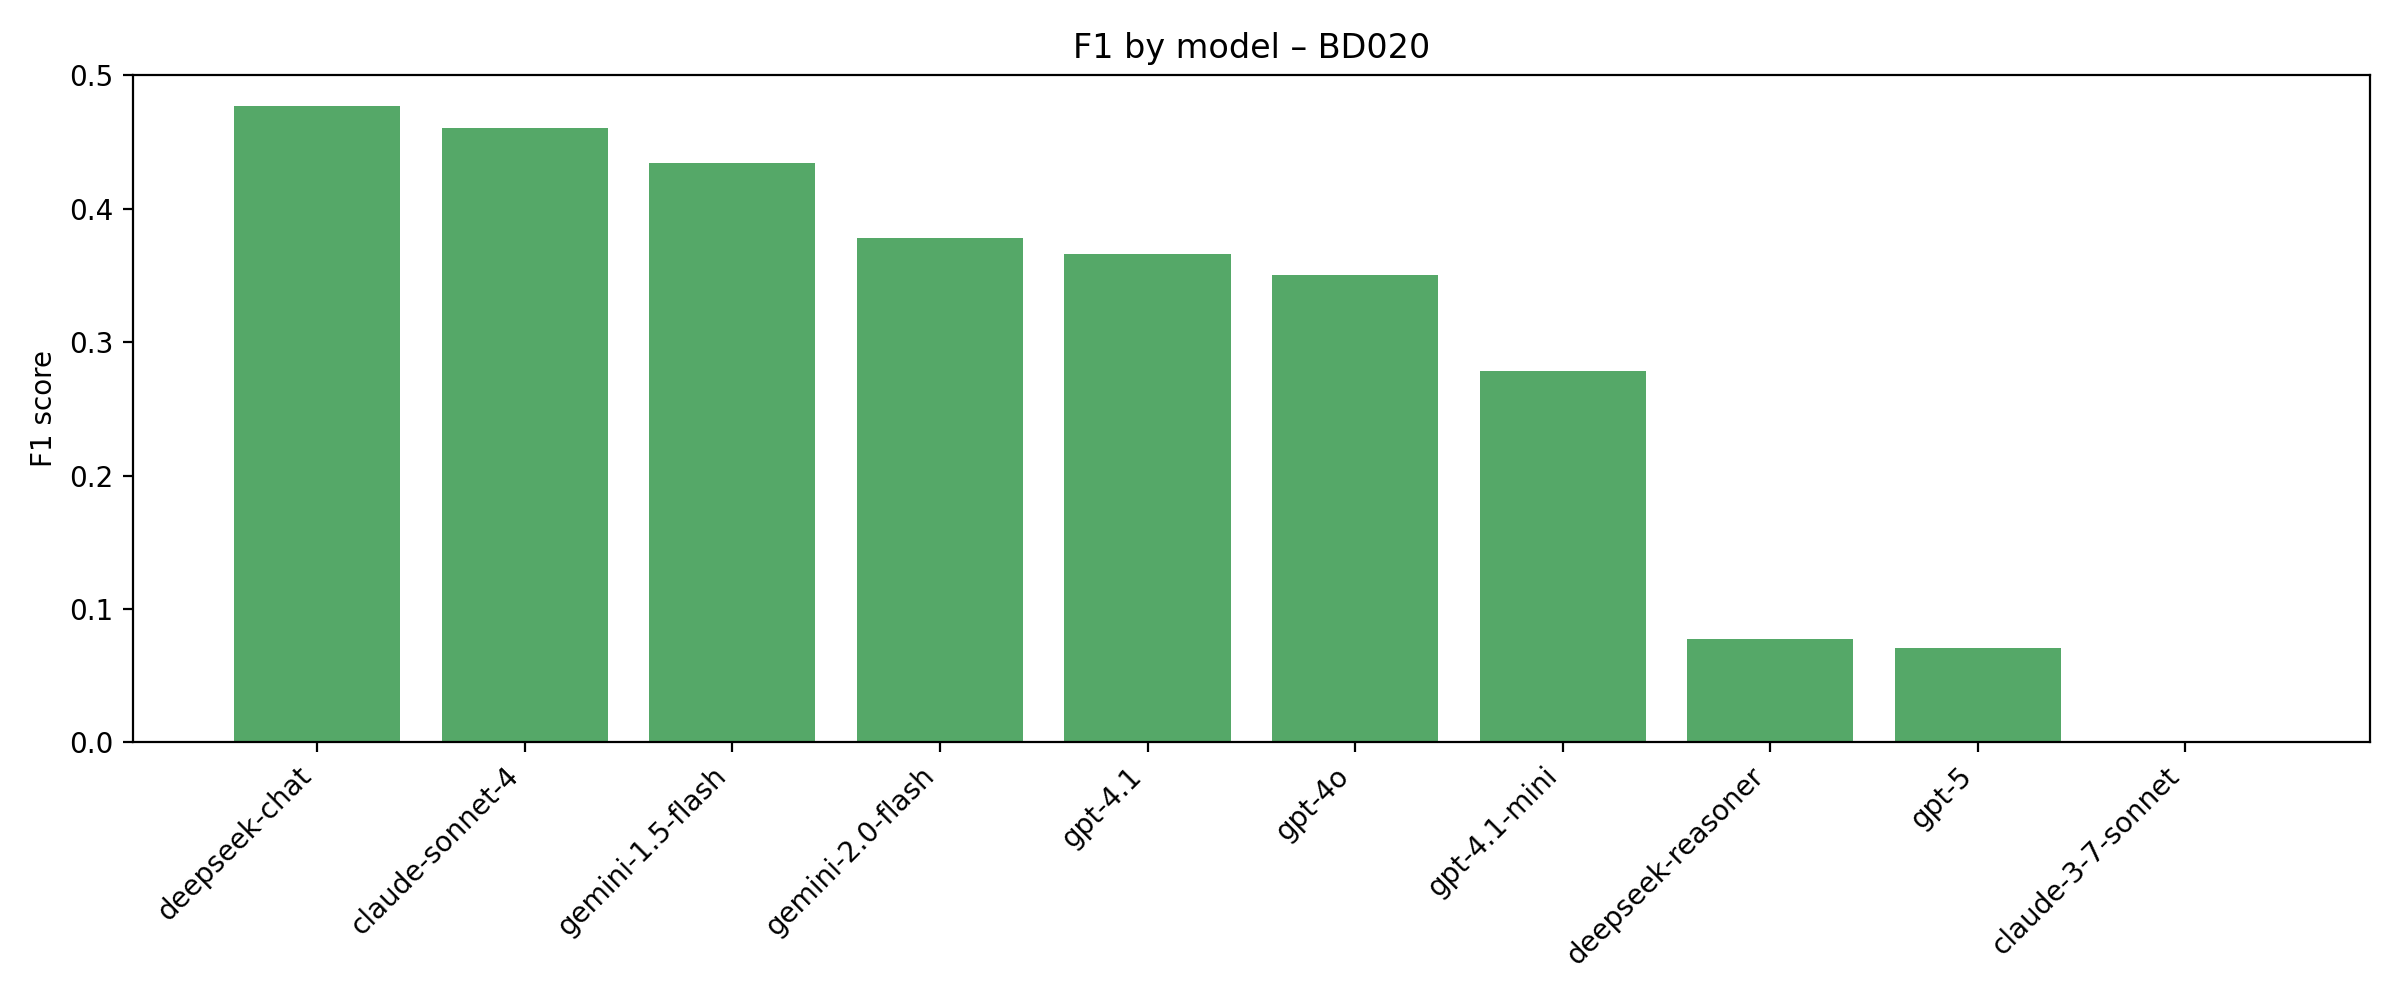 F1 by model – BD020
F1 score
0.5
0.4
0.3
0.2
0.1
0.0
deepseek-chat
claude-sonnet-4
gemini-1.5-flash
gemini-2.0-flash
gpt-4.1
gpt-4o
gpt-4.1-mini
deepseek-reasoner
gpt-5
claude-3-7-sonnet